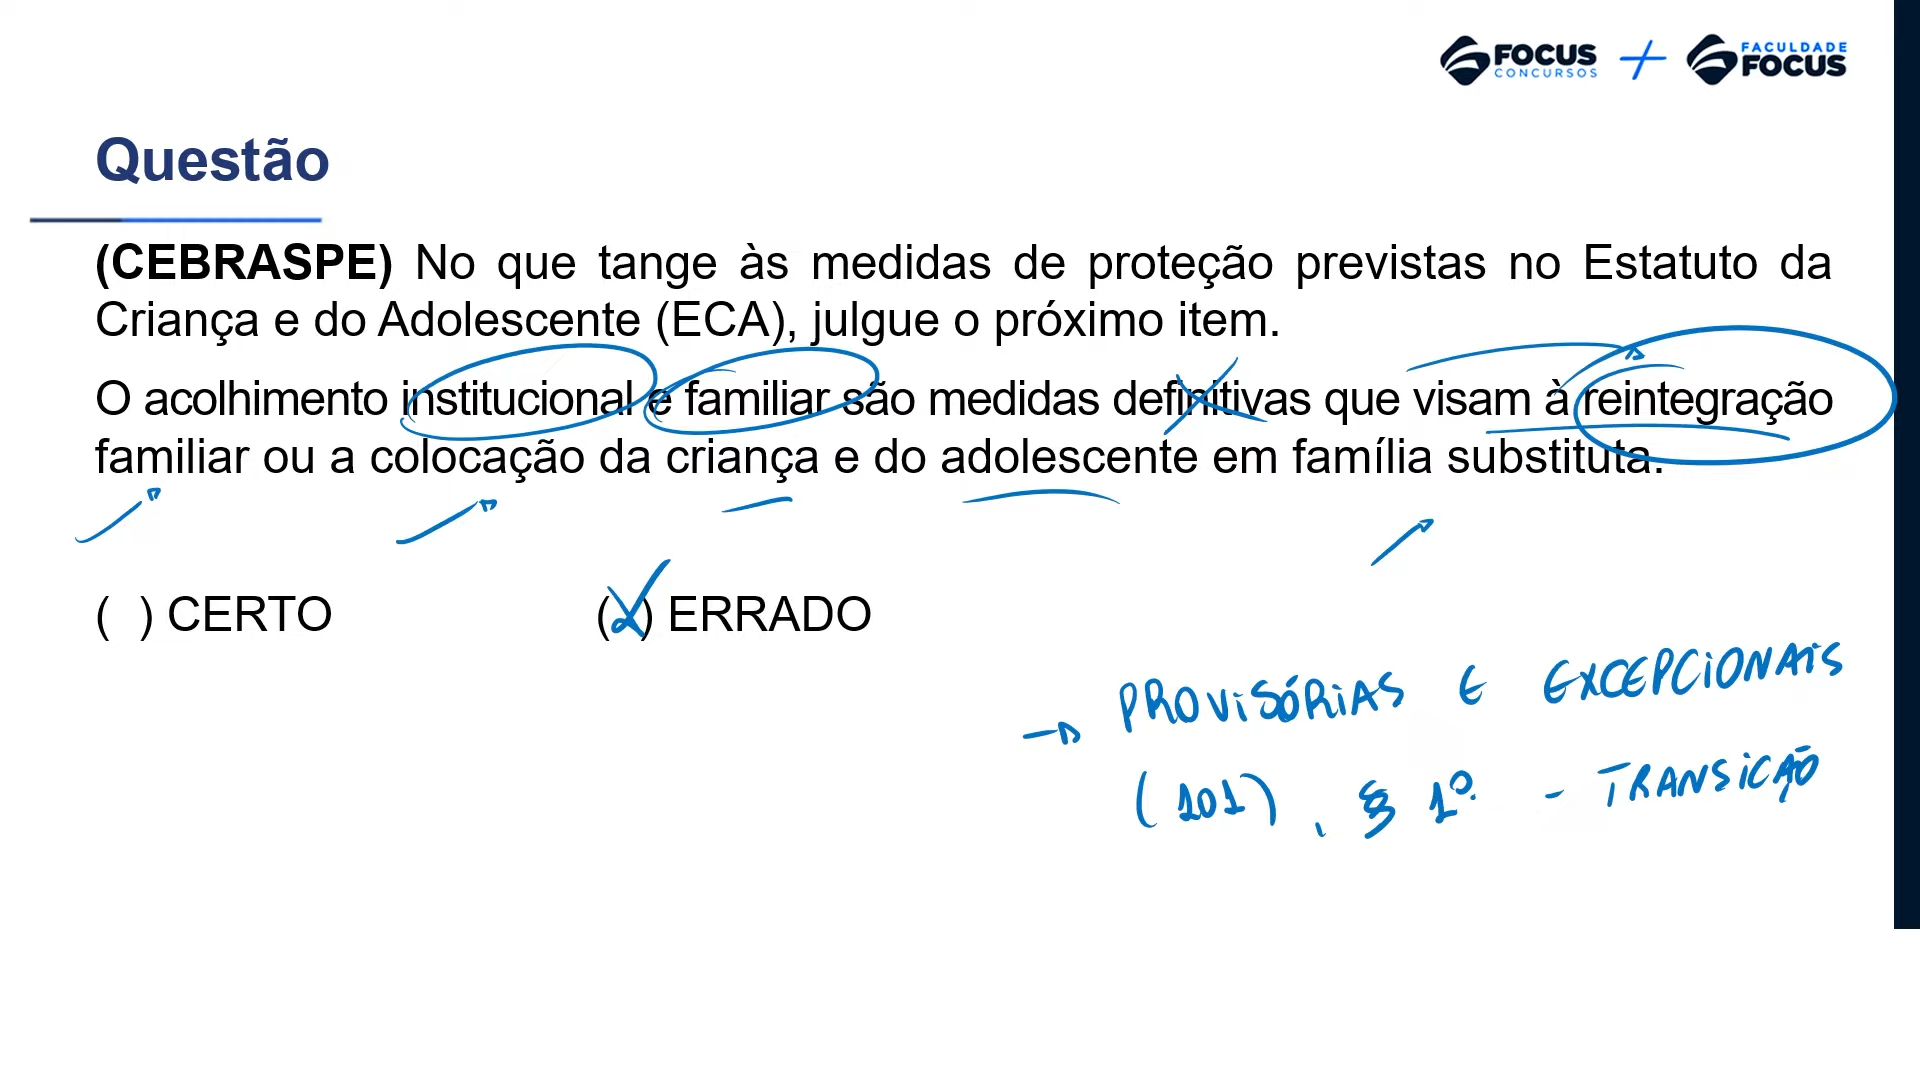 FOCUS CONCURSOS + FACULDADE FOCUS
Questão
(CEBRASPE) No que tange às medidas de proteção previstas no Estatuto da
Criança e do Adolescente (ECA), julgue o próximo item.
O acolhimento institucional e familiar são medidas definitivas que visam à reintegração
familiar ou a colocação da criança e do adolescente em família substituta.
( ) CERTO (X) ERRADO
→ PROVISÓRIAS E EXCEPCIONAIS
(101), § 1º - TRANSIÇÃO